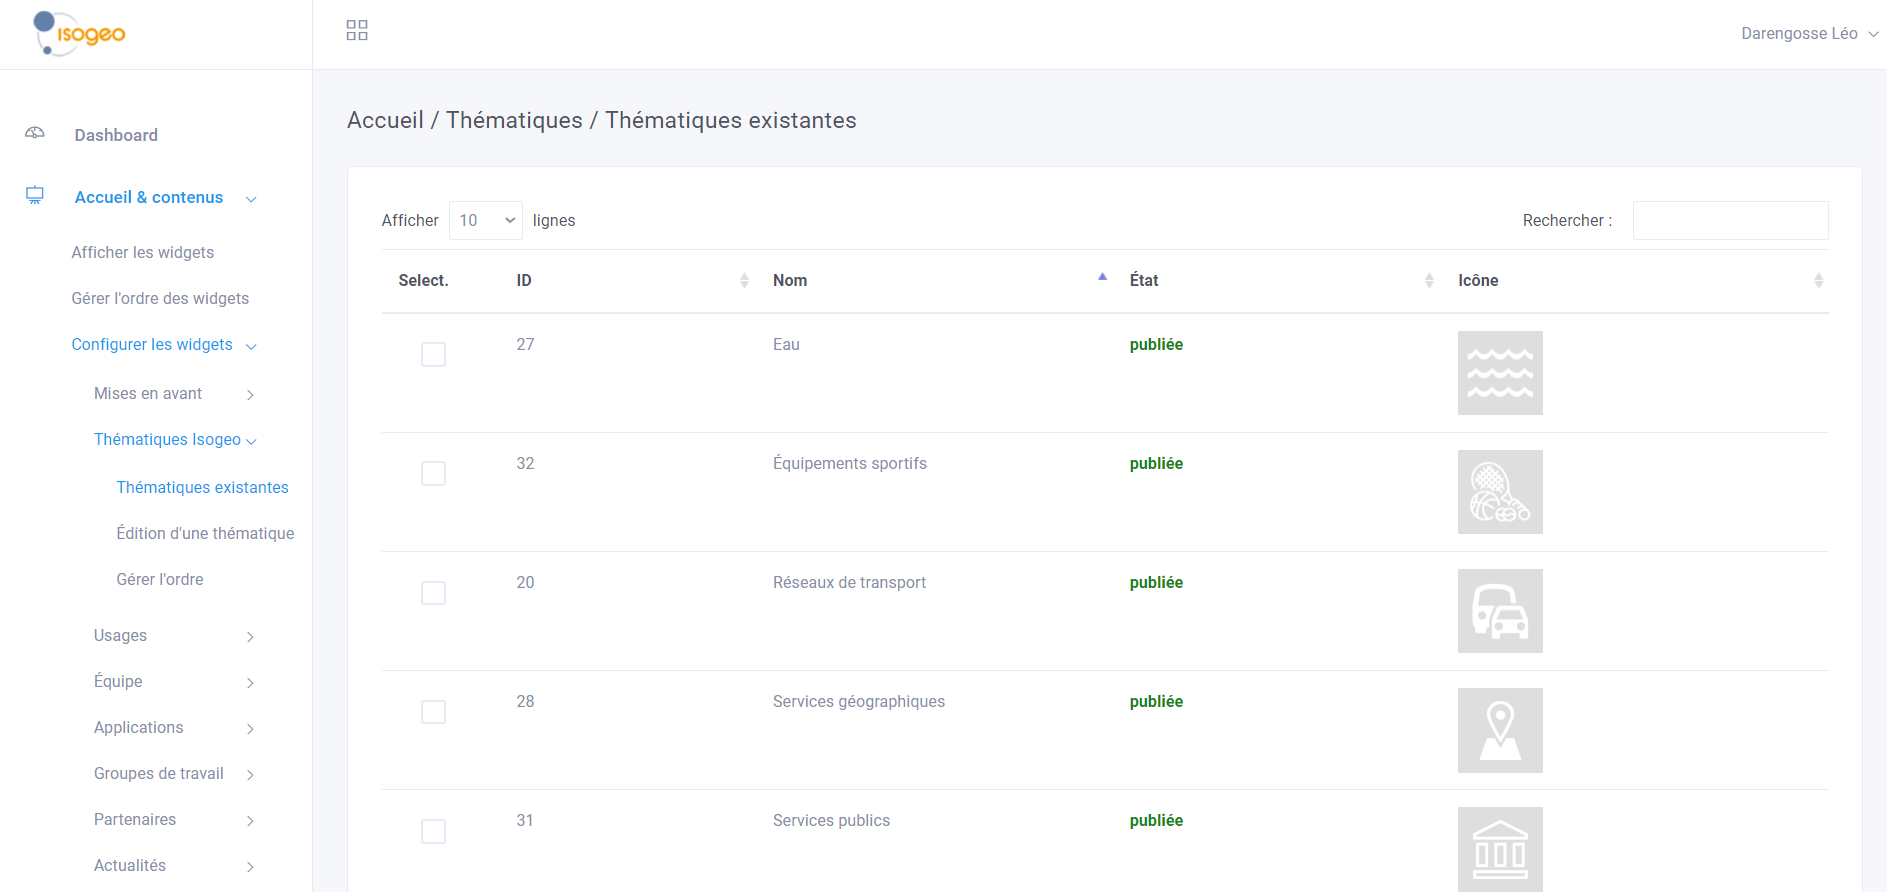 isogeo
Darengosse Léo
Dashboard
Accueil & contenus
Afficher les widgets
Gérer l'ordre des widgets
Configurer les widgets
Mises en avant
Thématiques Isogeo
Thématiques existantes
Édition d'une thématique
Gérer l'ordre
Usages
Équipe
Applications
Groupes de travail
Partenaires
Actualités
Accueil / Thématiques / Thématiques existantes
Afficher 10 lignes
Rechercher :
Select. ID Nom État Icône
27 Eau publiée
32 Équipements sportifs publiée
20 Réseaux de transport publiée
28 Services géographiques publiée
31 Services publics publiée